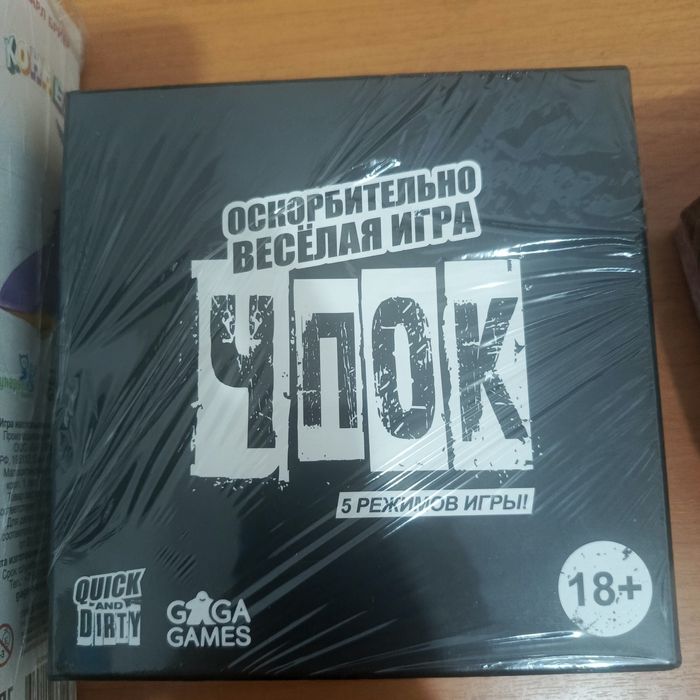 ОСКОРБИТЕЛЬНО
ВЕСЁЛАЯ ИГРА
ЧПОК
5 РЕЖИМОВ ИГРЫ!
18+
QUICK
AND
DIRTY
GAGA
GAMES